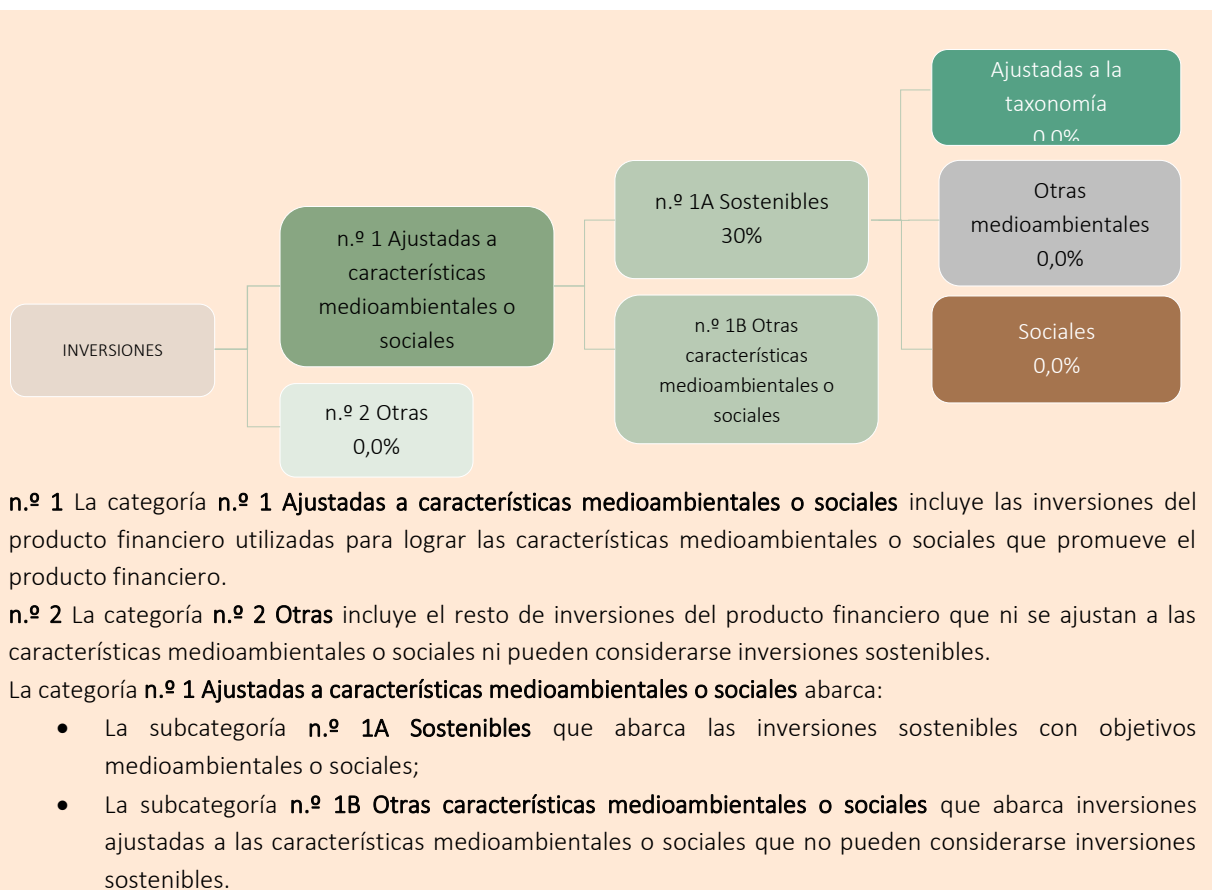 Ajustadas a la
taxonomía
0,0%
n.º 1A Sostenibles
30%
Otras
medioambientales
0,0%
n.º 1 Ajustadas a
características
medioambientales o
sociales
n.º 1B Otras
características
medioambientales o
sociales
Sociales
0,0%
INVERSIONES
n.º 2 Otras
0,0%
n.º 1 La categoría n.º 1 Ajustadas a características medioambientales o sociales incluye las inversiones del
producto financiero utilizadas para lograr las características medioambientales o sociales que promueve el
producto financiero.
n.º 2 La categoría n.º 2 Otras incluye el resto de inversiones del producto financiero que ni se ajustan a las
características medioambientales o sociales ni pueden considerarse inversiones sostenibles.
La categoría n.º 1 Ajustadas a características medioambientales o sociales abarca:
• La subcategoría n.º 1A Sostenibles que abarca las inversiones sostenibles con objetivos
medioambientales o sociales;
• La subcategoría n.º 1B Otras características medioambientales o sociales que abarca inversiones
ajustadas a las características medioambientales o sociales que no pueden considerarse inversiones
sostenibles.